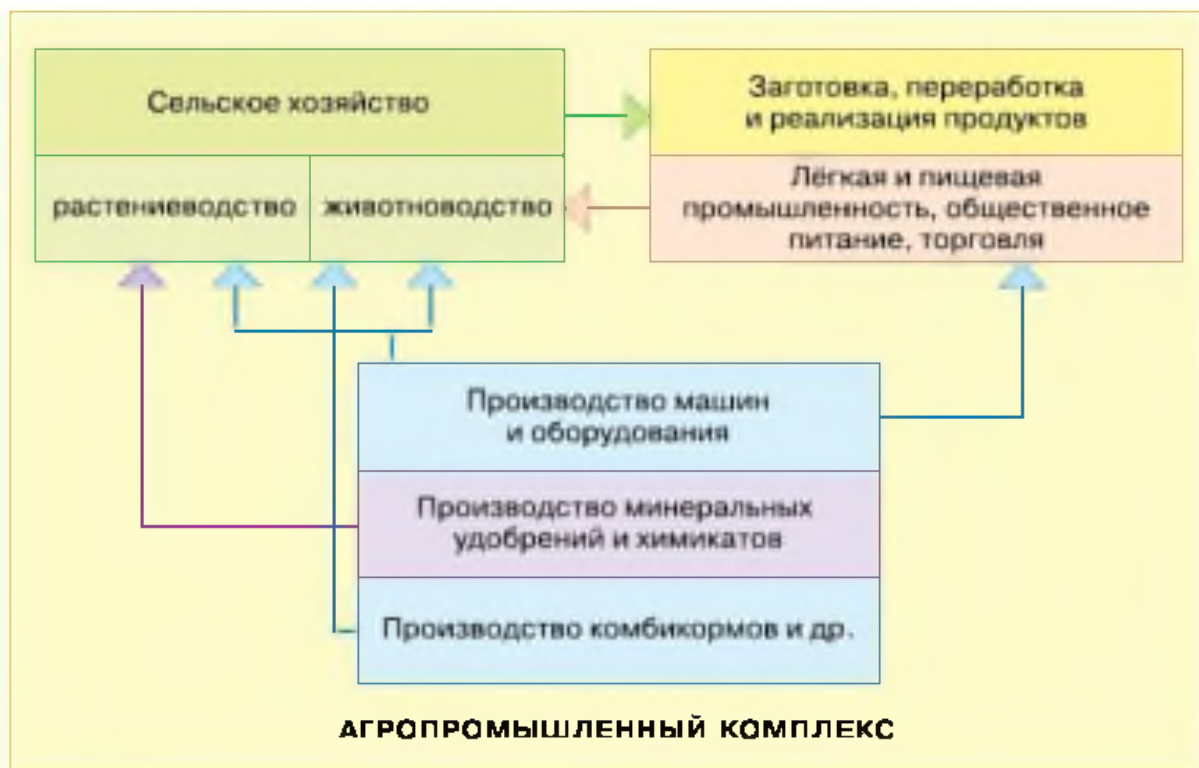 Сельское хозяйство
растениеводство
животноводство
Заготовка, переработка
и реализация продуктов
Лёгкая и пищевая
промышленность, общественное
питание, торговля
Производство машин
и оборудования
Производство минеральных
удобрений и химикатов
Производство комбикормов и др.
АГРОПРОМЫШЛЕННЫЙ КОМПЛЕКС